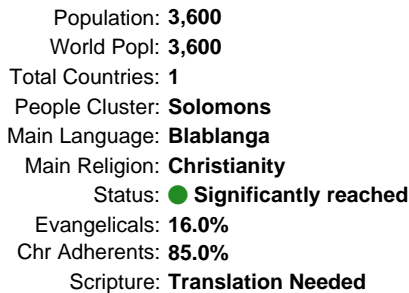 Population: 3,600
World Popl: 3,600
Total Countries: 1
People Cluster: Solomons
Main Language: Blablanga
Main Religion: Christianity
Status: Significantly reached
Evangelicals: 16.0%
Chr Adherents: 85.0%
Scripture: Translation Needed